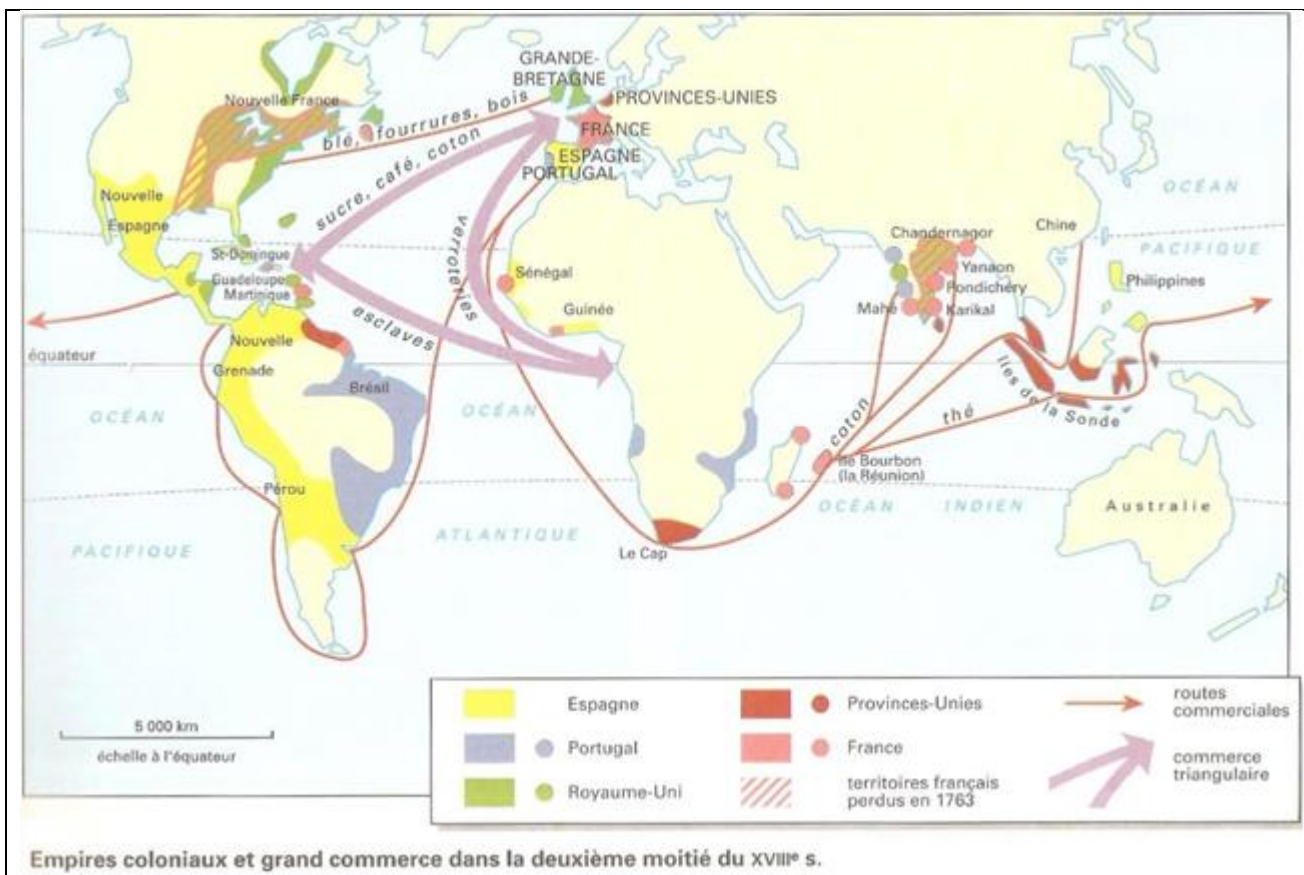 GRANDE-
BRETAGNE
PROVINCES-UNIES
Nouvelle France
blé, fourrures, bois
FRANCE
ESPAGNE
PORTUGAL
sucre, café, coton
Nouvelle
Espagne
OCÉAN
PACIFIQUE
Chine
Chandernagor
Yanaon
Pondichéry
Philippines
Mahé
Karikal
St-Domingue
Guadeloupe
Martinique
verroteries
Sénégal
Guinée
esclaves
équateur
Nouvelle
Grenade
Brésil
OCÉAN
OCÉAN
Iles de la Sonde
thé
coton
Ile Bourbon
(la Réunion)
Pérou
OCÉAN
INDIEN
Australie
PACIFIQUE
ATLANTIQUE
Le Cap
5 000 km
échelle à l'équateur
Espagne
Portugal
Royaume-Uni
Provinces-Unies
France
territoires français
perdus en 1763
routes
commerciales
commerce
triangulaire
Empires coloniaux et grand commerce dans la deuxième moitié du XVIIIe s.